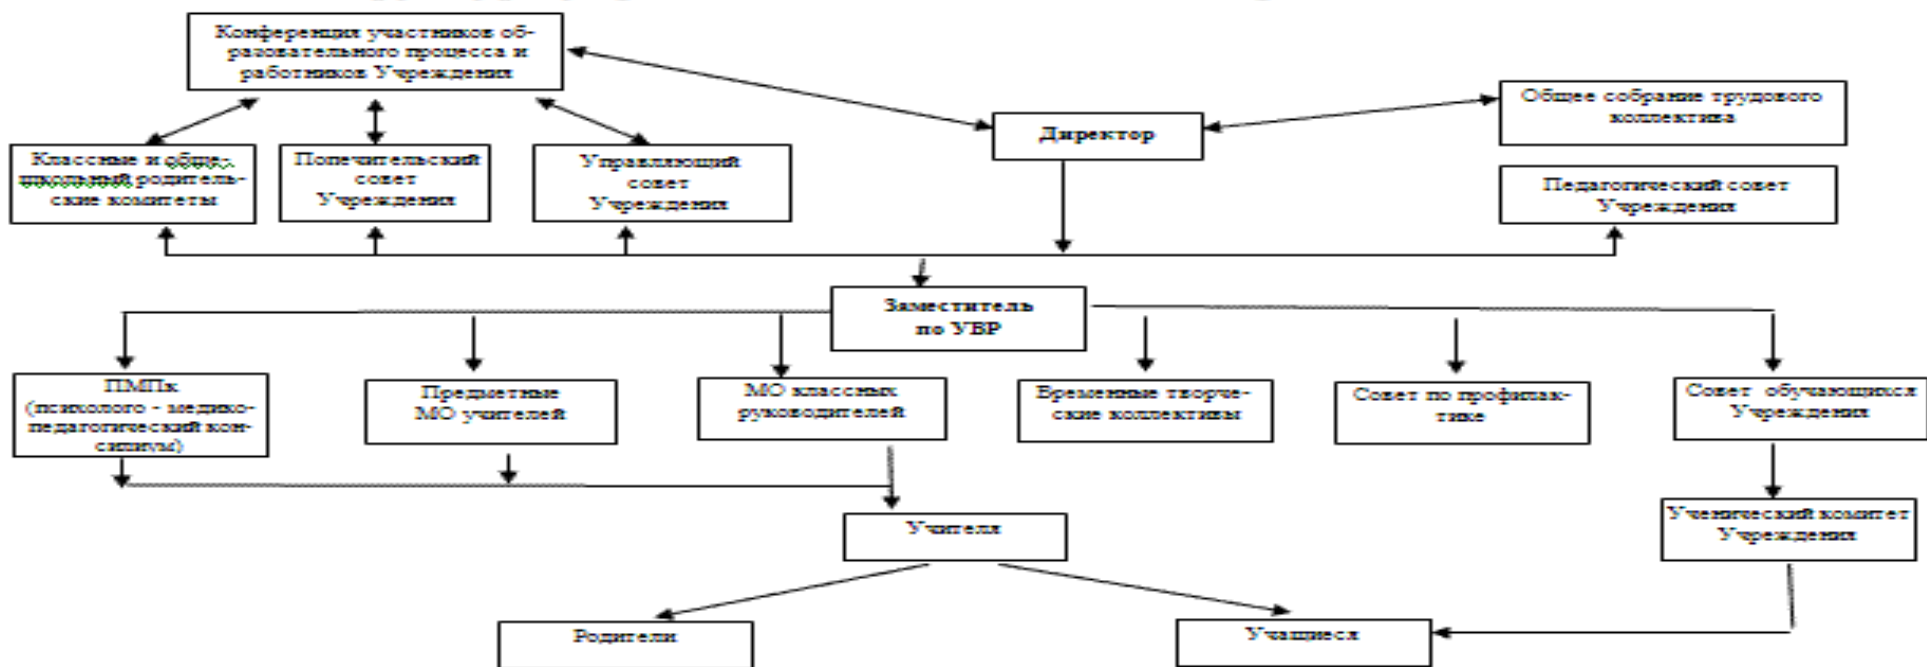 Конференция участников об-
разовательного процесса и
работников Учреждения
Директор
Общее собрание трудового
коллектива
Классные и обще-
школьный родитель-
ские комитеты
Попечительский
совет
Учреждения
Управляющий
совет
Учреждения
Педагогический совет
Учреждения
Заместитель
по УВР
ПМПк
(психолого - медико-
педагогический кон-
силиум)
Предметные
МО учителей
МО классных
руководителей
Временные творче-
ские коллективы
Совет по профилак-
тике
Совет обучающихся
Учреждения
Учителя
Ученический комитет
Учреждения
Родители
Учащиеся